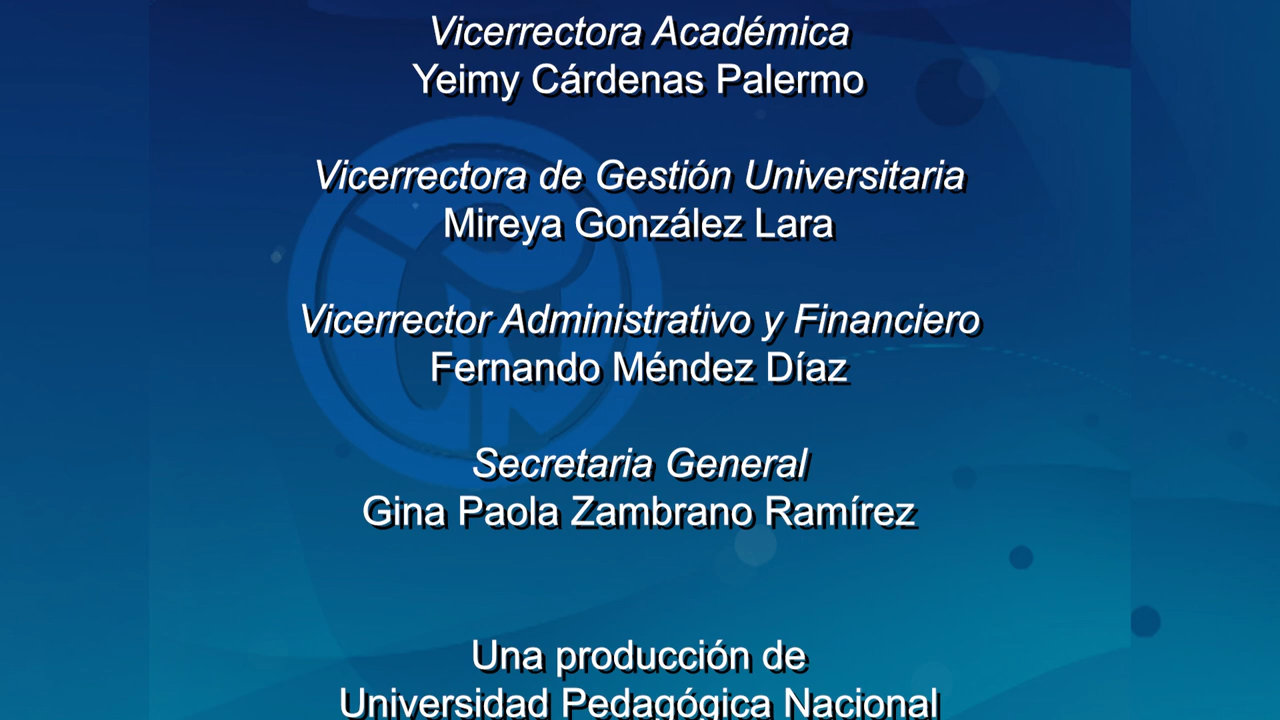 Vicerrectora Académica
Yeimy Cárdenas Palermo
Vicerrectora de Gestión Universitaria
Mireya González Lara
Vicerrector Administrativo y Financiero
Fernando Méndez Díaz
Secretaria General
Gina Paola Zambrano Ramírez
Una producción de
Universidad Pedagógica Nacional